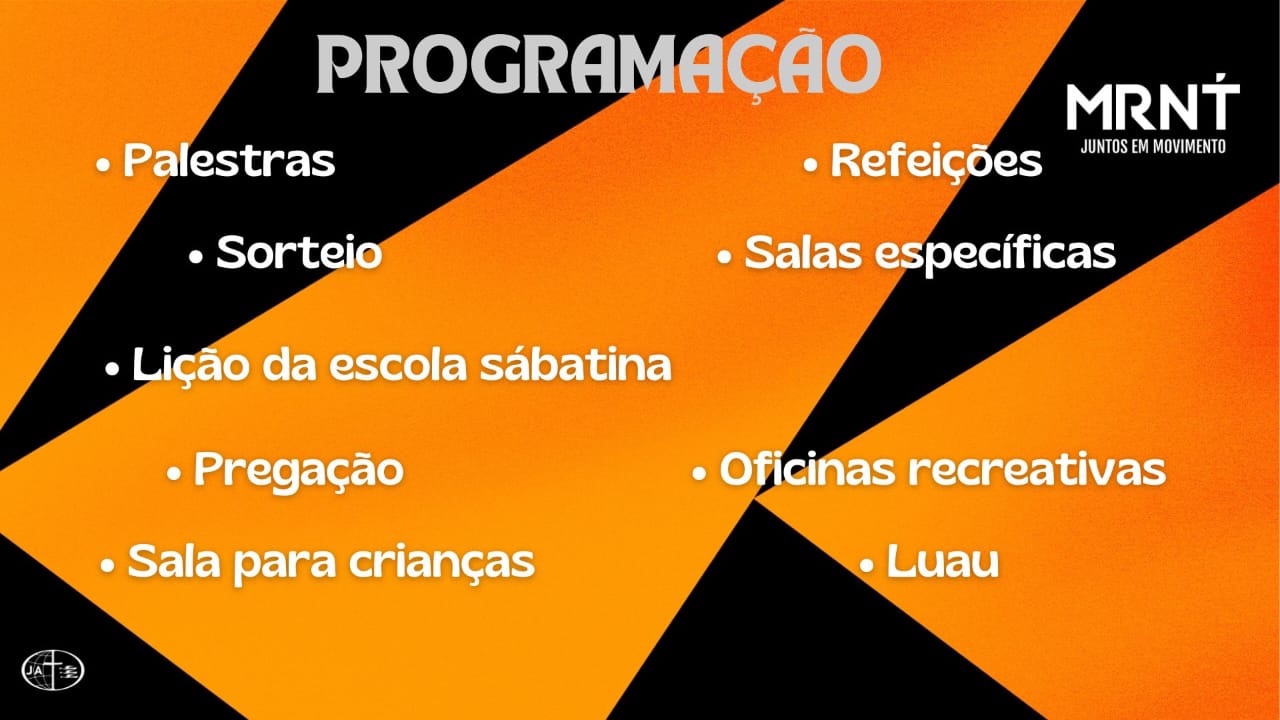 PROGRAMAÇÃO
MRNT
JUNTOS EM MOVIMENTO
• Palestras
• Sorteio
• Lição da escola sábatina
• Pregação
• Sala para crianças
• Refeições
• Salas específicas
• Oficinas recreativas
• Luau
JA